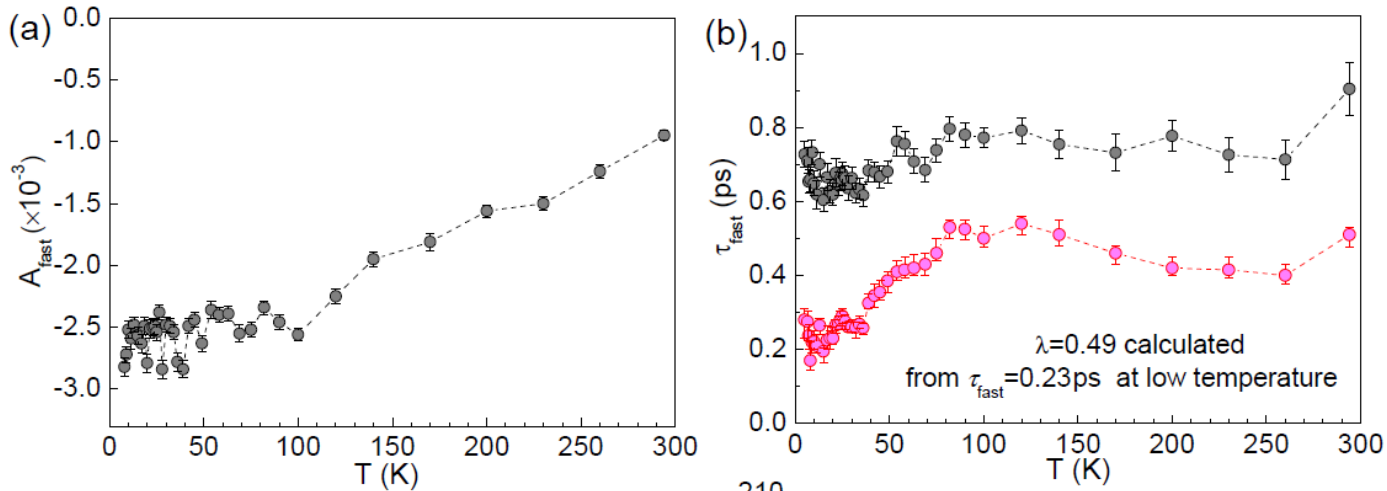 (a)
0.0
-0.5
-1.0
-1.5
-2.0
-2.5
-3.0
A_fast (×10^-3)
0 50 100 150 200 250 300
T (K)
(b)
1.0
0.8
0.6
0.4
0.2
0.0
τ_fast (ps)
λ=0.49 calculated
from τ_fast=0.23ps at low temperature
0 50 100 150 200 250 300
T (K)